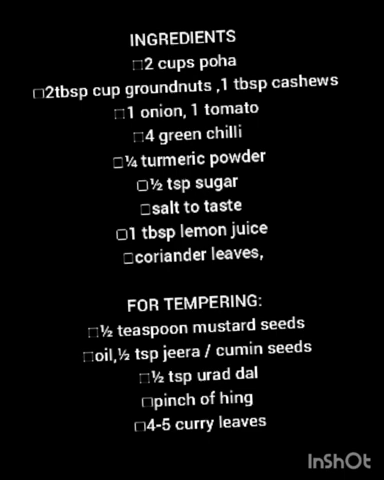 INGREDIENTS
□2 cups poha
□2tbsp cup groundnuts ,1 tbsp cashews
□1 onion, 1 tomato
□4 green chilli
□¼ turmeric powder
□½ tsp sugar
□salt to taste
□1 tbsp lemon juice
□coriander leaves,
FOR TEMPERING:
□½ teaspoon mustard seeds
□oil,½ tsp jeera / cumin seeds
□½ tsp urad dal
□pinch of hing
□4-5 curry leaves
InShOt